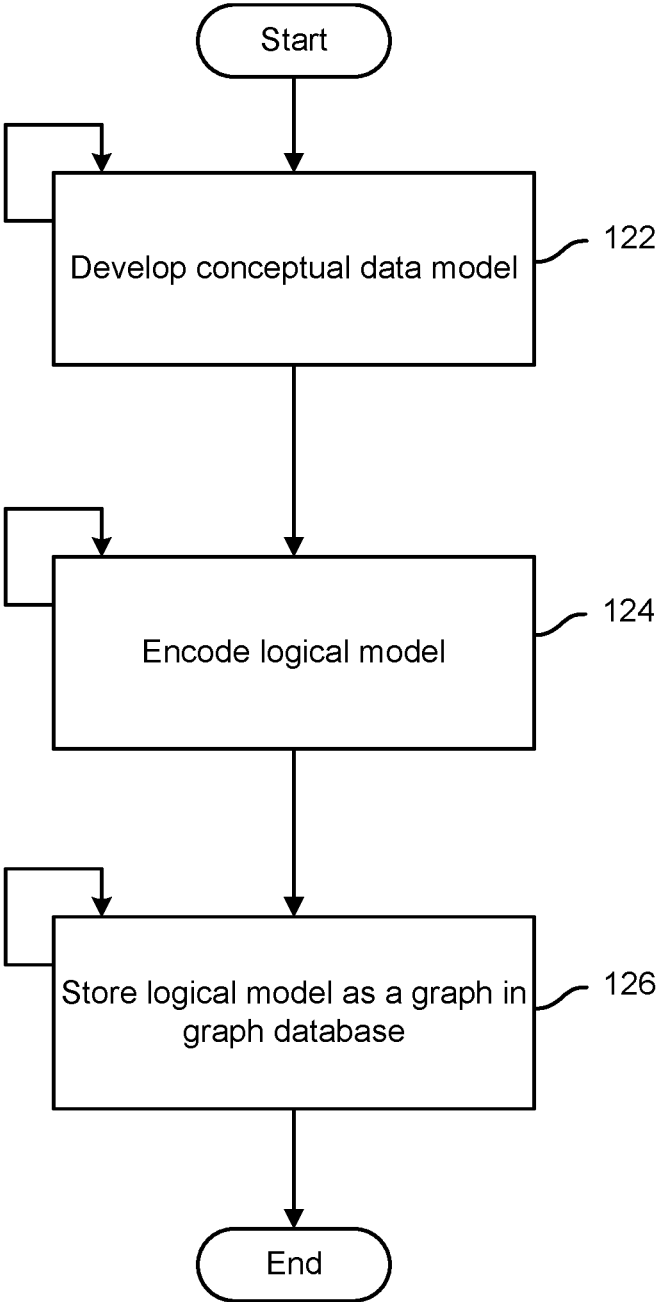 Start
122
Develop conceptual data model
124
Encode logical model
126
Store logical model as a graph in
graph database
End